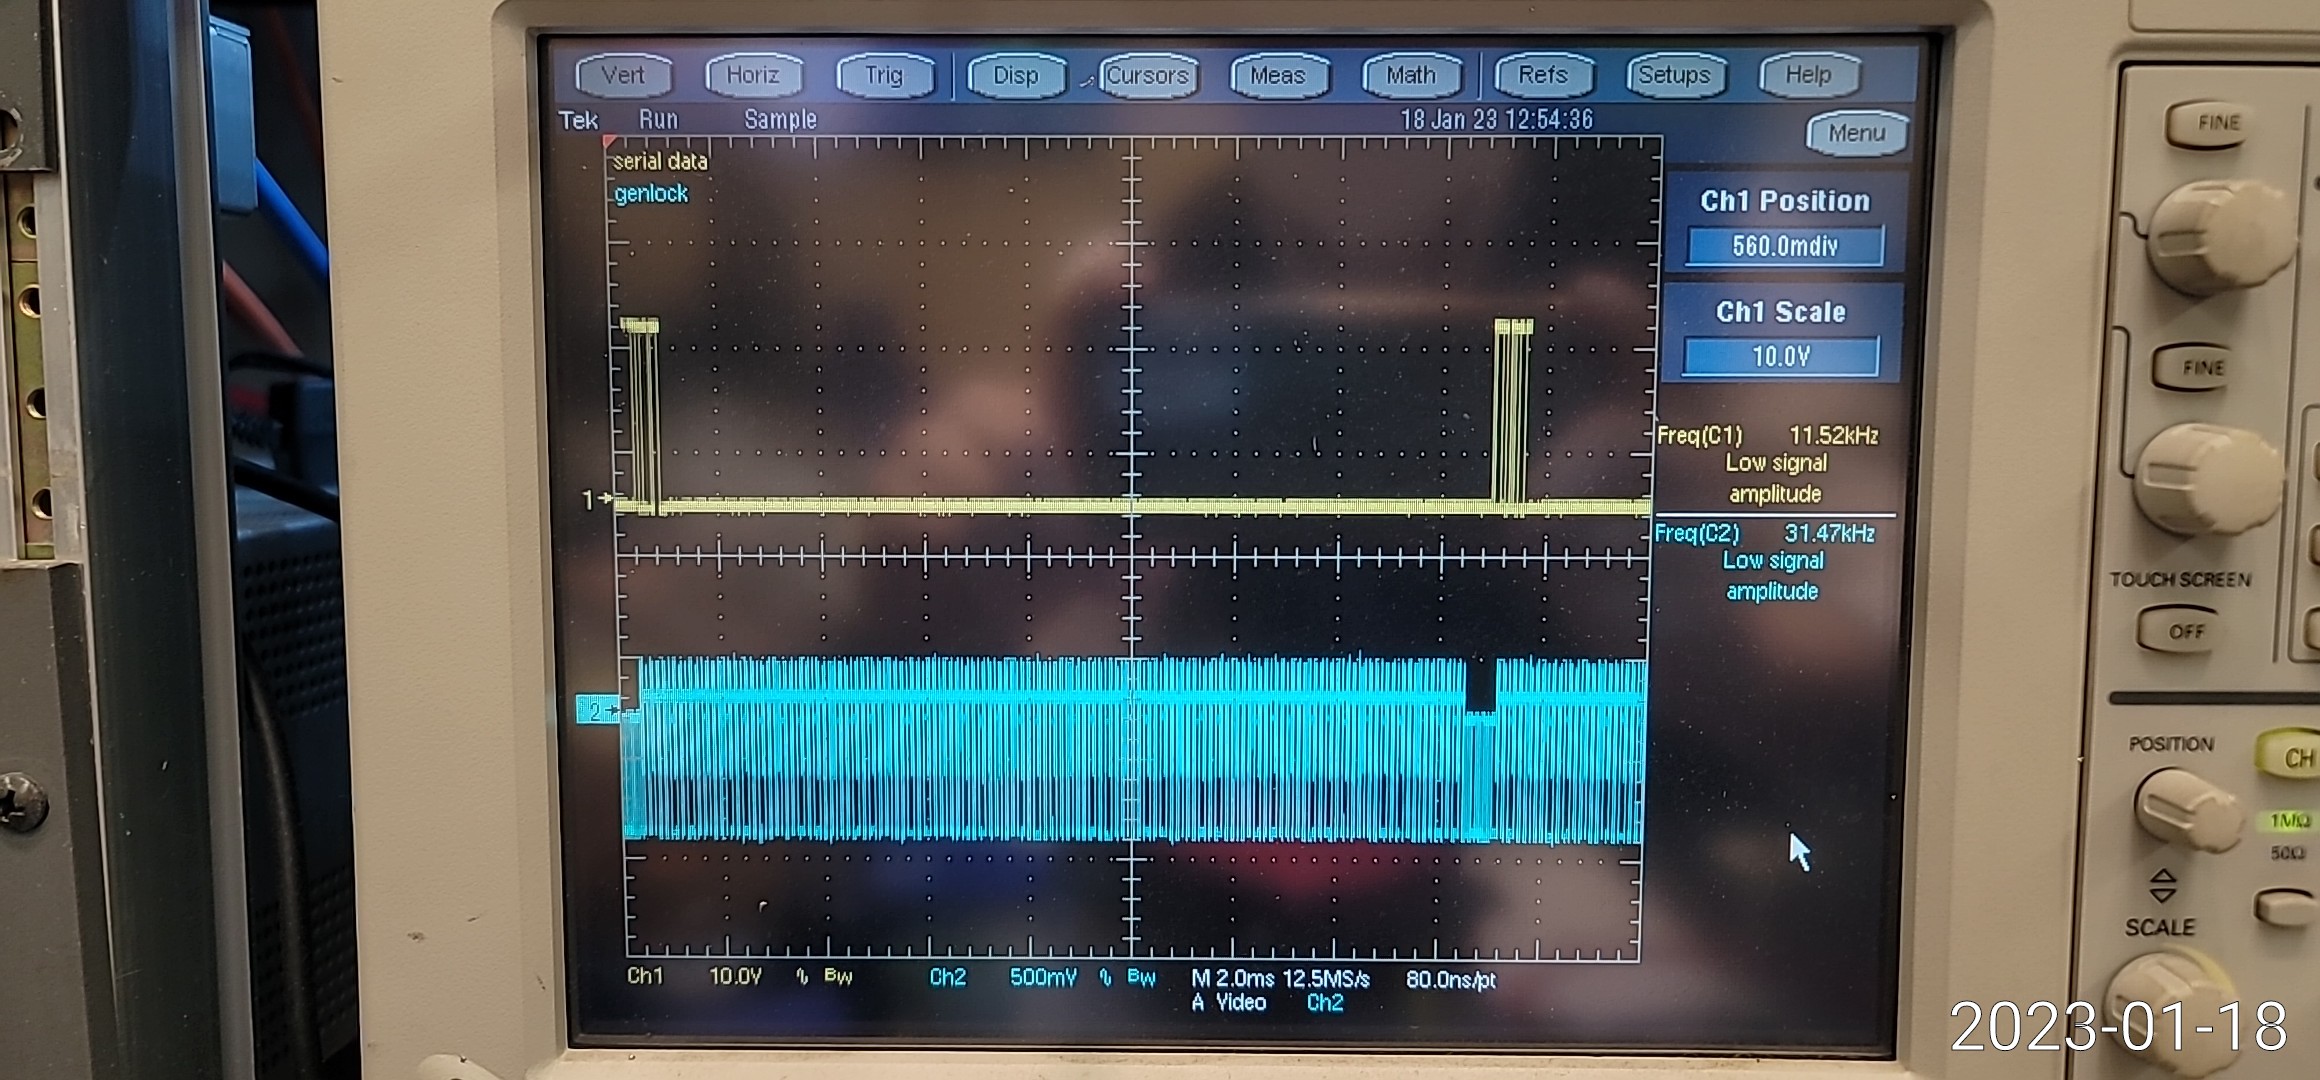 Vert Horiz Trig Disp Cursors Meas Math Refs Setups Help
Tek Run Sample 18 Jan 23 12:54:36
Menu
serial data
genlock
Ch1 Position
560.0mdiv
Ch1 Scale
10.0V
1
Freq(C1) 11.52kHz
Low signal
amplitude
Freq(C2) 31.47kHz
Low signal
amplitude
2
Ch1 10.0V Bw Ch2 500mV Bw M 2.0ms 12.5MS/s 80.0ns/pt
A Video Ch2
FINE
FINE
TOUCH SCREEN
OFF
POSITION
CH
1MΩ
50Ω
SCALE
2023-01-18